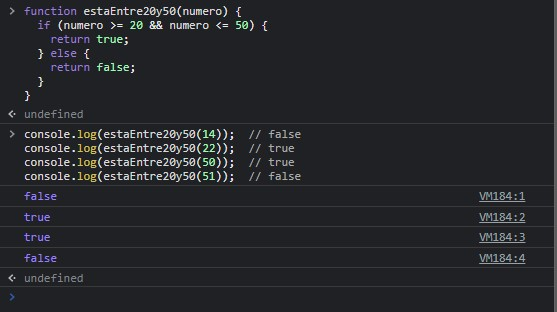 > function estaEntre20y50(numero) {
    if (numero >= 20 && numero <= 50) {
      return true;
    } else {
      return false;
    }
  }
<· undefined
> console.log(estaEntre20y50(14));  // false
  console.log(estaEntre20y50(22));  // true
  console.log(estaEntre20y50(50));  // true
  console.log(estaEntre20y50(51));  // false
  false VM184:1
  true VM184:2
  true VM184:3
  false VM184:4
<· undefined
>